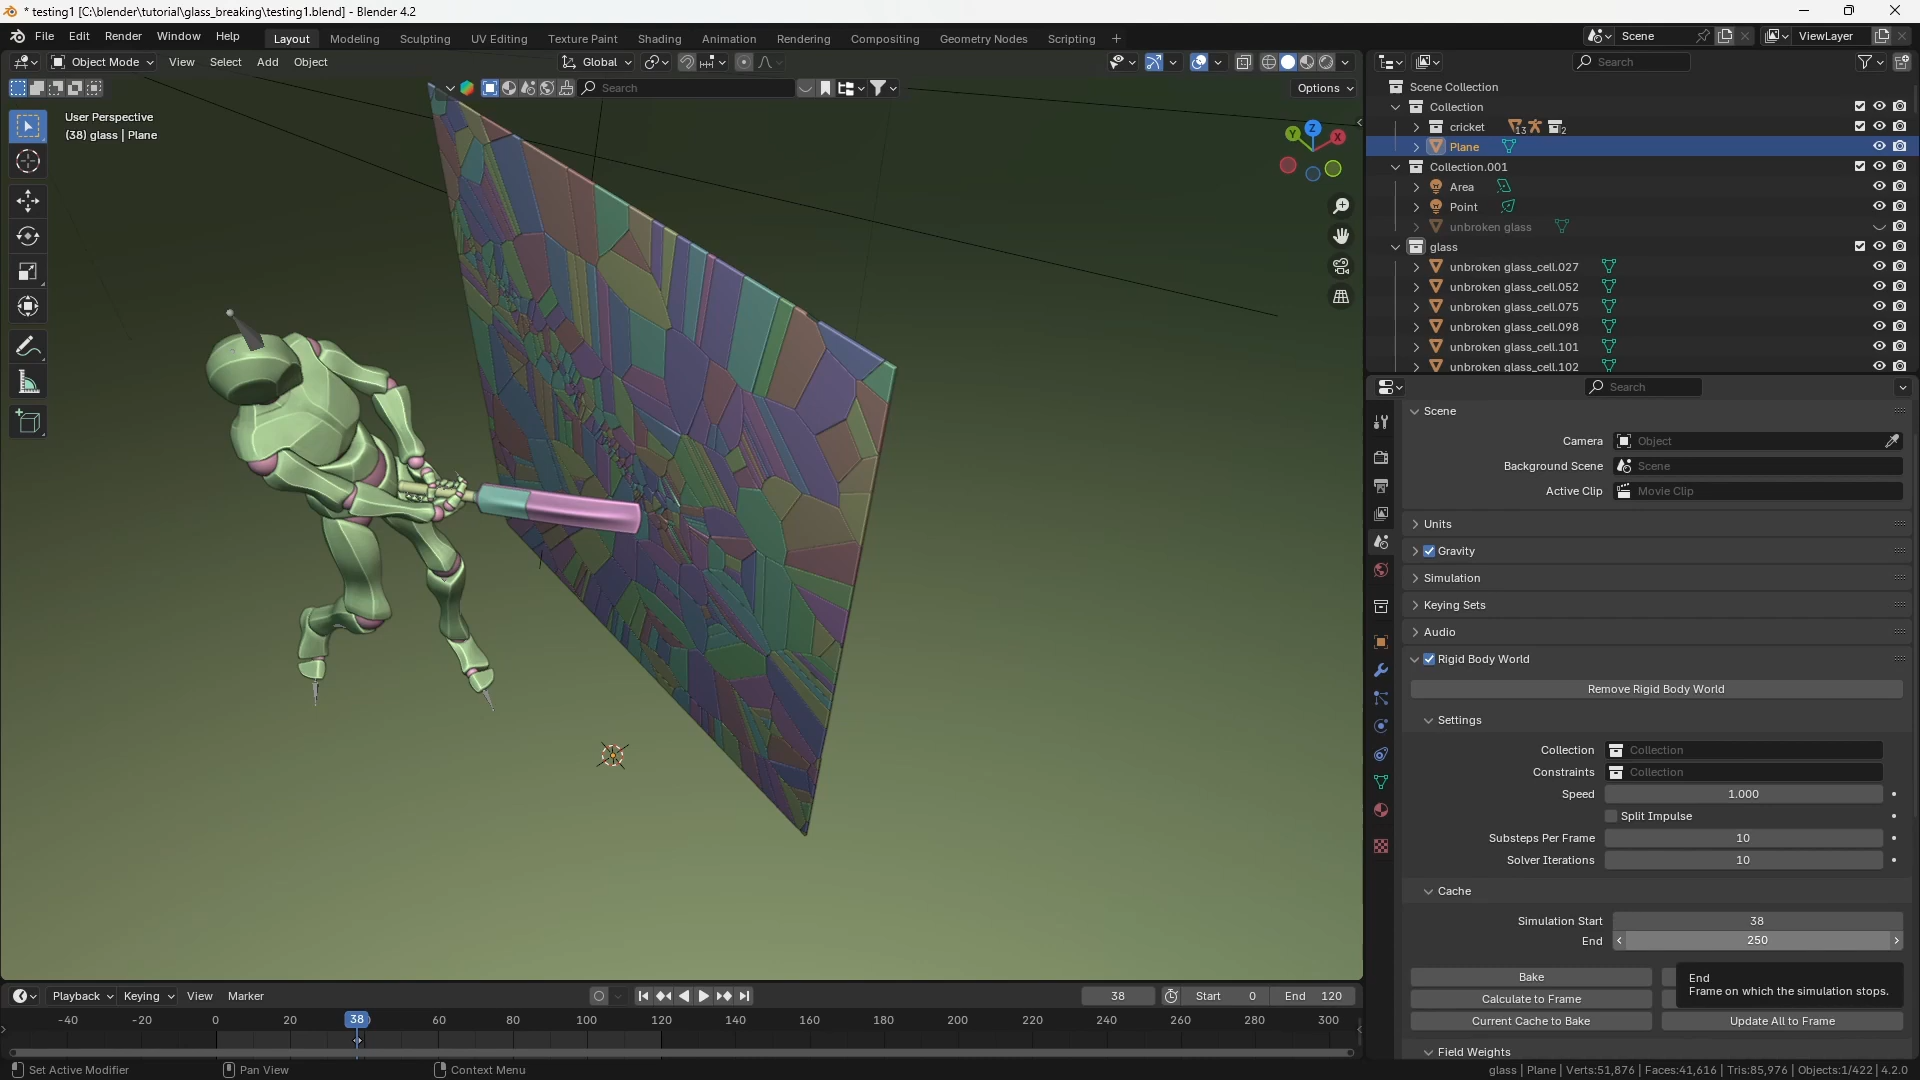 * testing1 [C:\blender\tutorial\glass_breaking\testing1.blend] - Blender 4.2
File Edit Render Window Help
Layout Modeling Sculpting UV Editing Texture Paint Shading Animation Rendering Compositing Geometry Nodes Scripting +
Scene
ViewLayer
Object Mode View Select Add Object
Global
Search
Search
Options
User Perspective
(38) glass | Plane
Z
Y
X
Scene Collection
Collection
cricket 13 2
Plane
Collection.001
Area
Point
unbroken glass
glass
unbroken glass_cell.027
unbroken glass_cell.052
unbroken glass_cell.075
unbroken glass_cell.098
unbroken glass_cell.101
unbroken glass_cell.102
Search
Scene
Camera Object
Background Scene Scene
Active Clip Movie Clip
Units
Gravity
Simulation
Keying Sets
Audio
Rigid Body World
Remove Rigid Body World
Settings
Collection Collection
Constraints Collection
Speed 1.000
Split Impulse
Substeps Per Frame 10
Solver Iterations 10
Cache
Simulation Start 38
End 250
Bake
End
Frame on which the simulation stops.
Calculate to Frame
Current Cache to Bake Update All to Frame
Field Weights
Playback Keying View Marker
38 Start 0 End 120
-40 -20 0 20 38 60 80 100 120 140 160 180 200 220 240 260 280 300
Set Active Modifier Pan View Context Menu
glass | Plane | Verts:51,876 | Faces:41,616 | Tris:85,976 | Objects:1/422 | 4.2.0